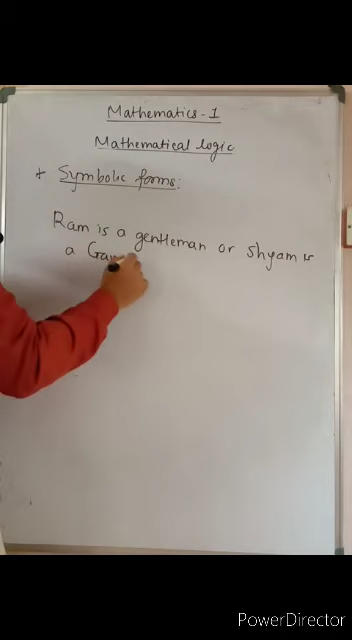 Mathematics-1
Mathematical logic
* Symbolic forms:
Ram is a gentleman or Shyam is
a
PowerDirector